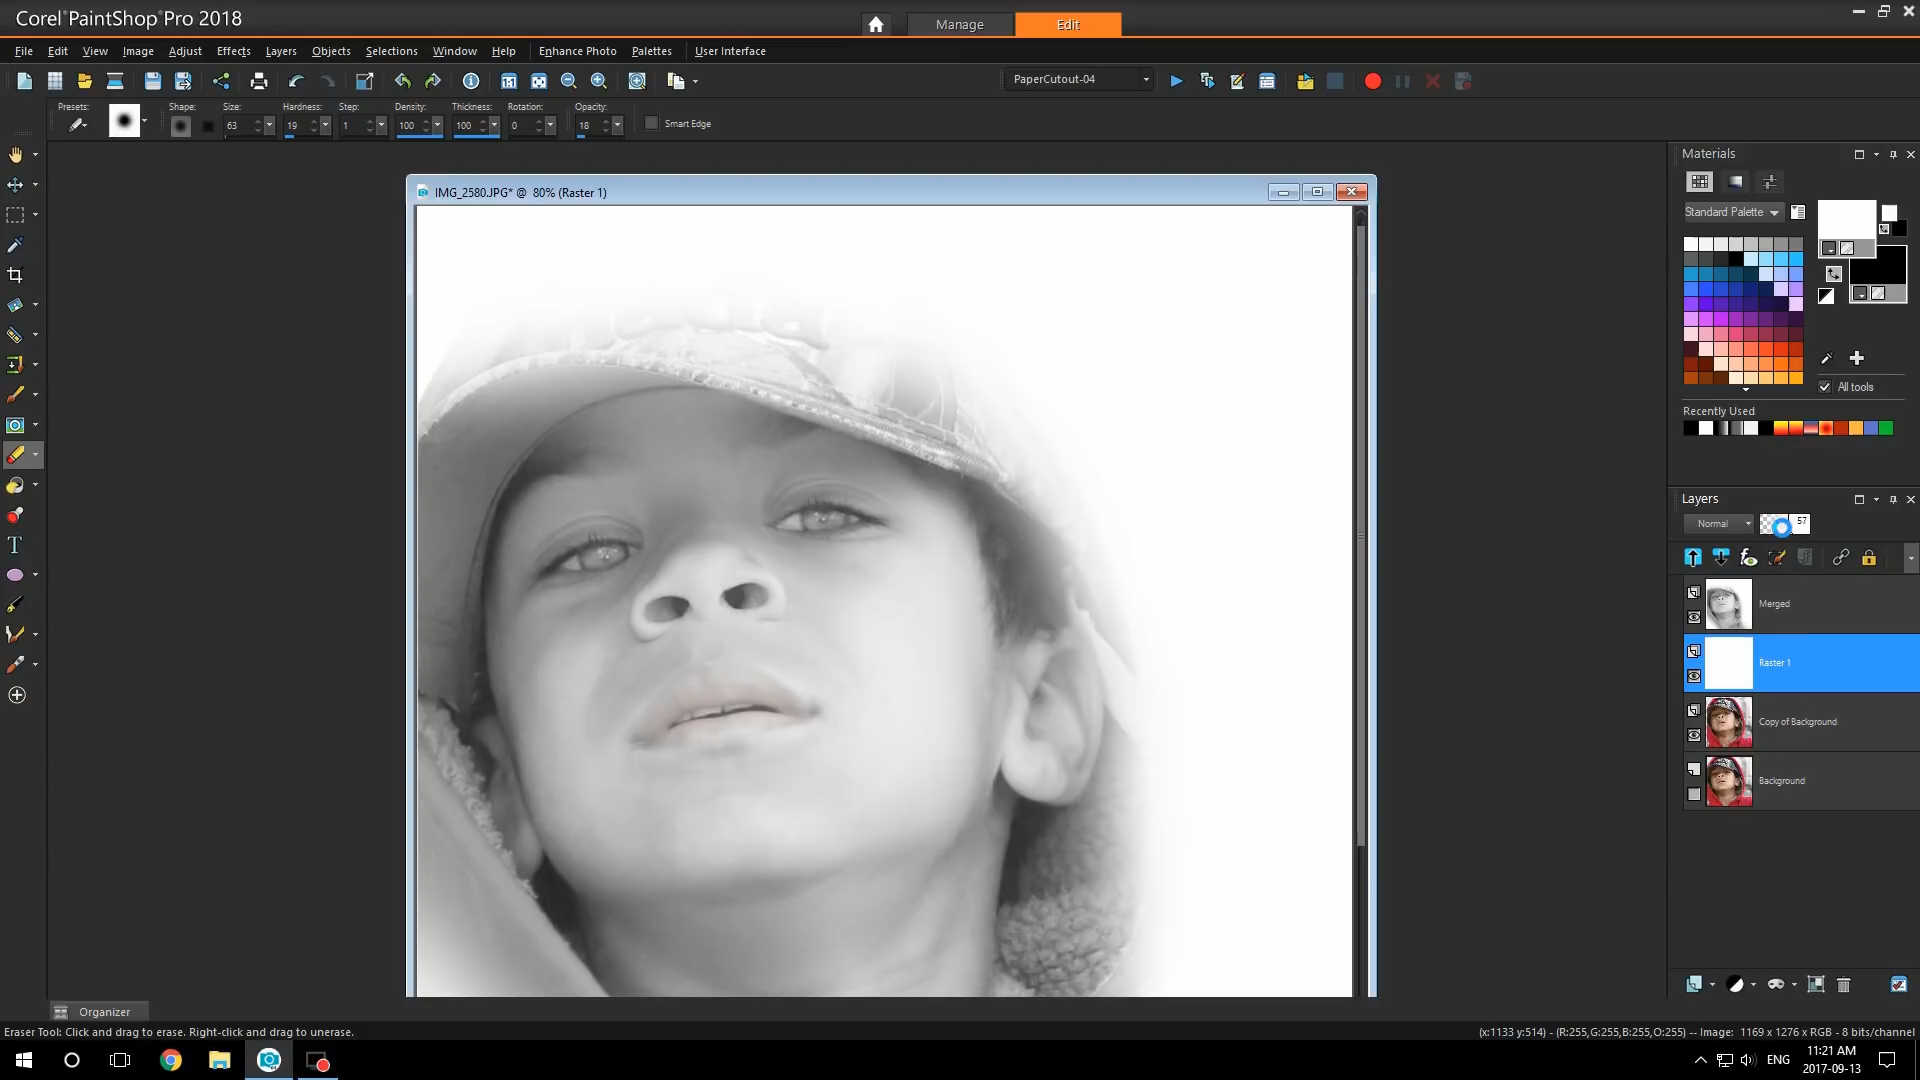 Corel PaintShop Pro 2018
Manage
Edit
File Edit View Image Adjust Effects Layers Objects Selections Window Help Enhance Photo Palettes User Interface
PaperCutout-04
Presets: Shape: Size: Hardness: Step: Density: Thickness: Rotation: Opacity:
63 19 1 100 100 0 18 Smart Edge
Materials
IMG_2580.JPG* @ 80% (Raster 1)
Standard Palette
All tools
Recently Used
Layers
Normal 57
Merged
Raster 1
Copy of Background
Background
Organizer
Eraser Tool: Click and drag to erase. Right-click and drag to unerase.
(x:1133 y:514) - (R:255,G:255,B:255,O:255) -- Image: 1169 x 1276 x RGB - 8 bits/channel
ENG
11:21 AM
2017-09-13